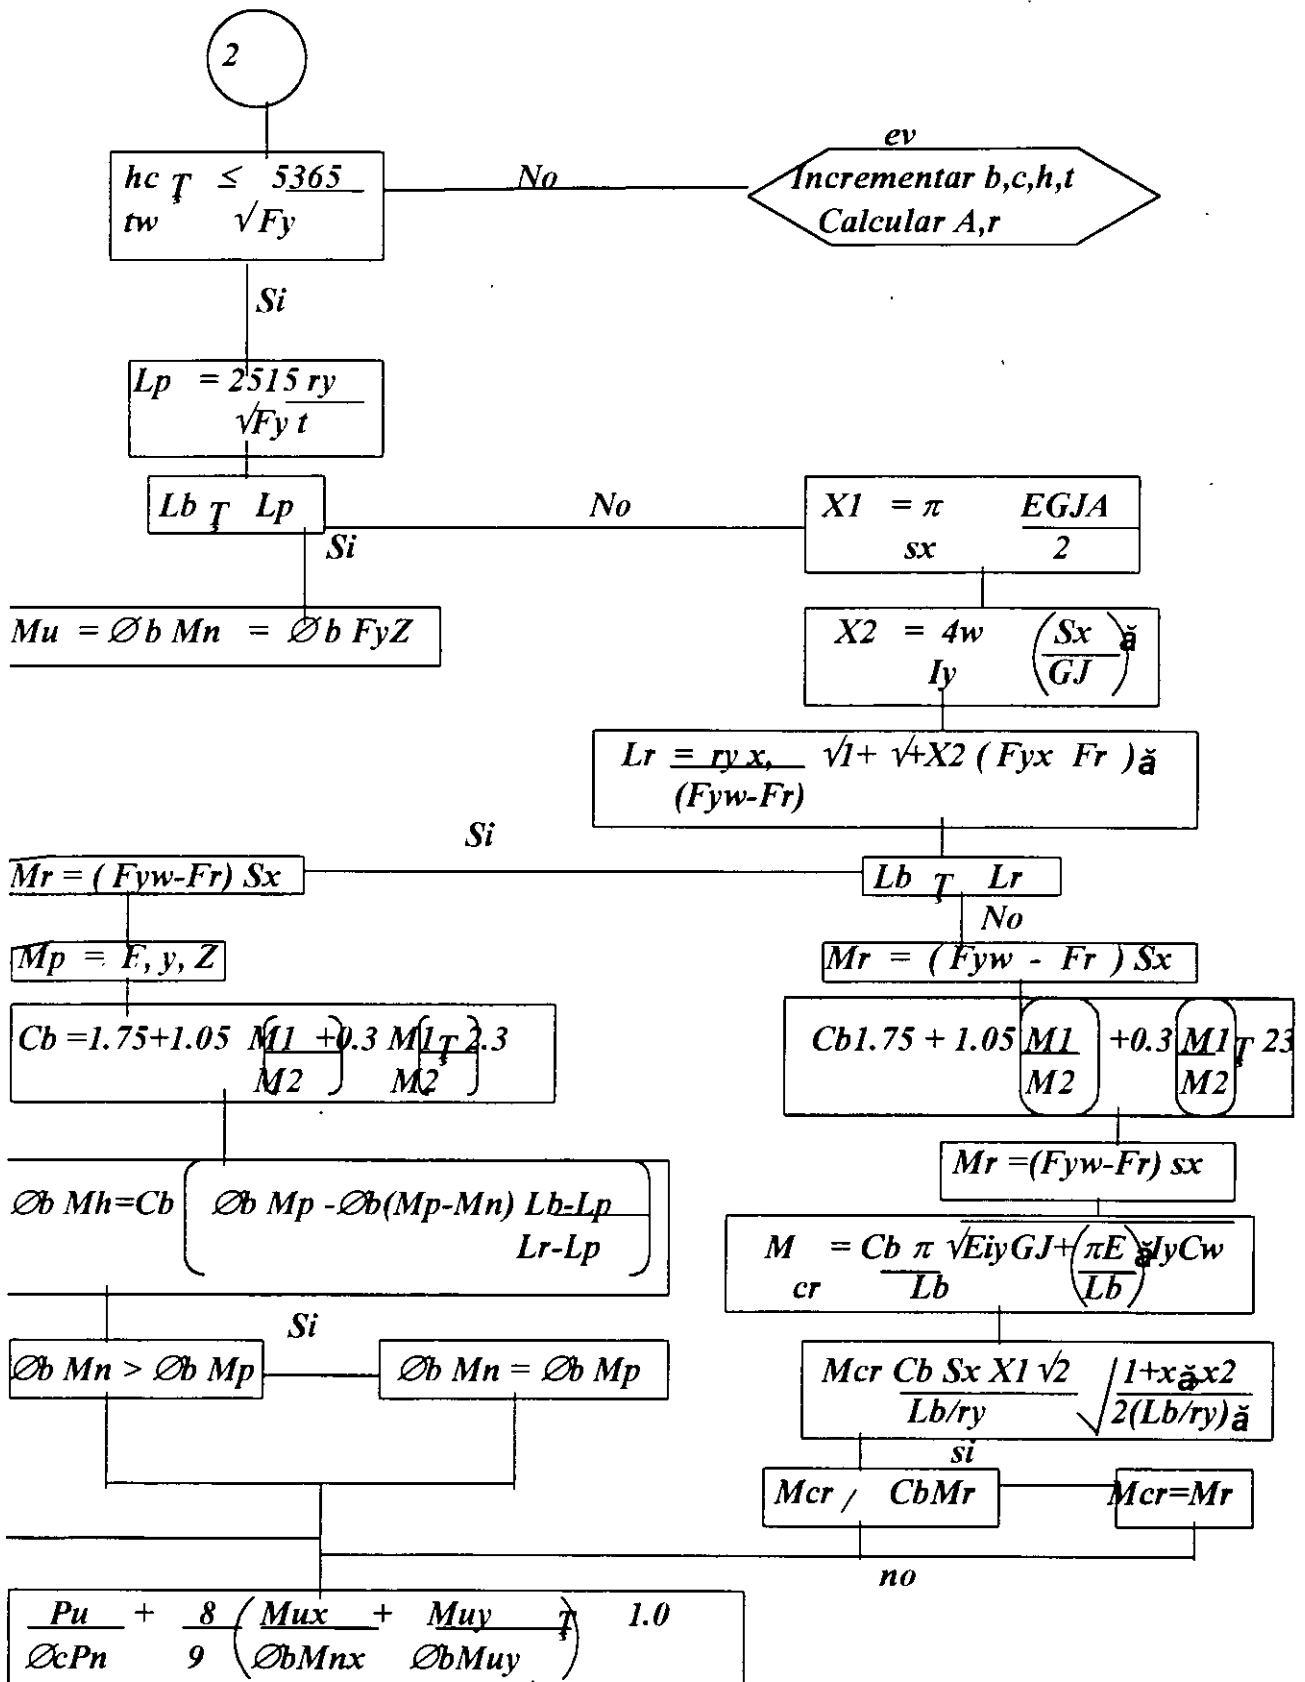 2
ev
hc Ţ ≤ 5365
tw √Fy
No
Incrementar b,c,h,t
Calcular A,r
Si
Lp = 2515 ry
√Fy t
Lb Ţ Lp
No
Si
X1 = π EGJA
sx 2
Mu = Øb Mn = Øb FyZ
X2 = 4w (Sx)ă
Iy GJ
Lr = ry x, √1+ √+X2 ( Fyx Fr )ă
(Fyw-Fr)
Si
Mr = ( Fyw-Fr) Sx
Lb Ţ Lr
No
Mp = F, y, Z
Mr = ( Fyw - Fr ) Sx
Cb =1.75+1.05 (M1) +0.3 M1 Ţ 2.3
M2 M2
Cb1.75 + 1.05 (M1) +0.3 (M1) Ţ 23
M2 M2
Mr =(Fyw-Fr) sx
Øb Mh=Cb ( Øb Mp -Øb(Mp-Mn) Lb-Lp )
Lr-Lp
M = Cb π √EiyGJ+(πE)ă IyCw
cr Lb Lb
Si
Øb Mn > Øb Mp
Øb Mn = Øb Mp
Mcr Cb Sx X1 √2 √1+xăx2
Lb/ry 2(Lb/ry)ă
si
Mcr / CbMr
Mcr=Mr
no
Pu + 8 (Mux + Muy) Ţ 1.0
ØcPn 9 ØbMnx ØbMuy